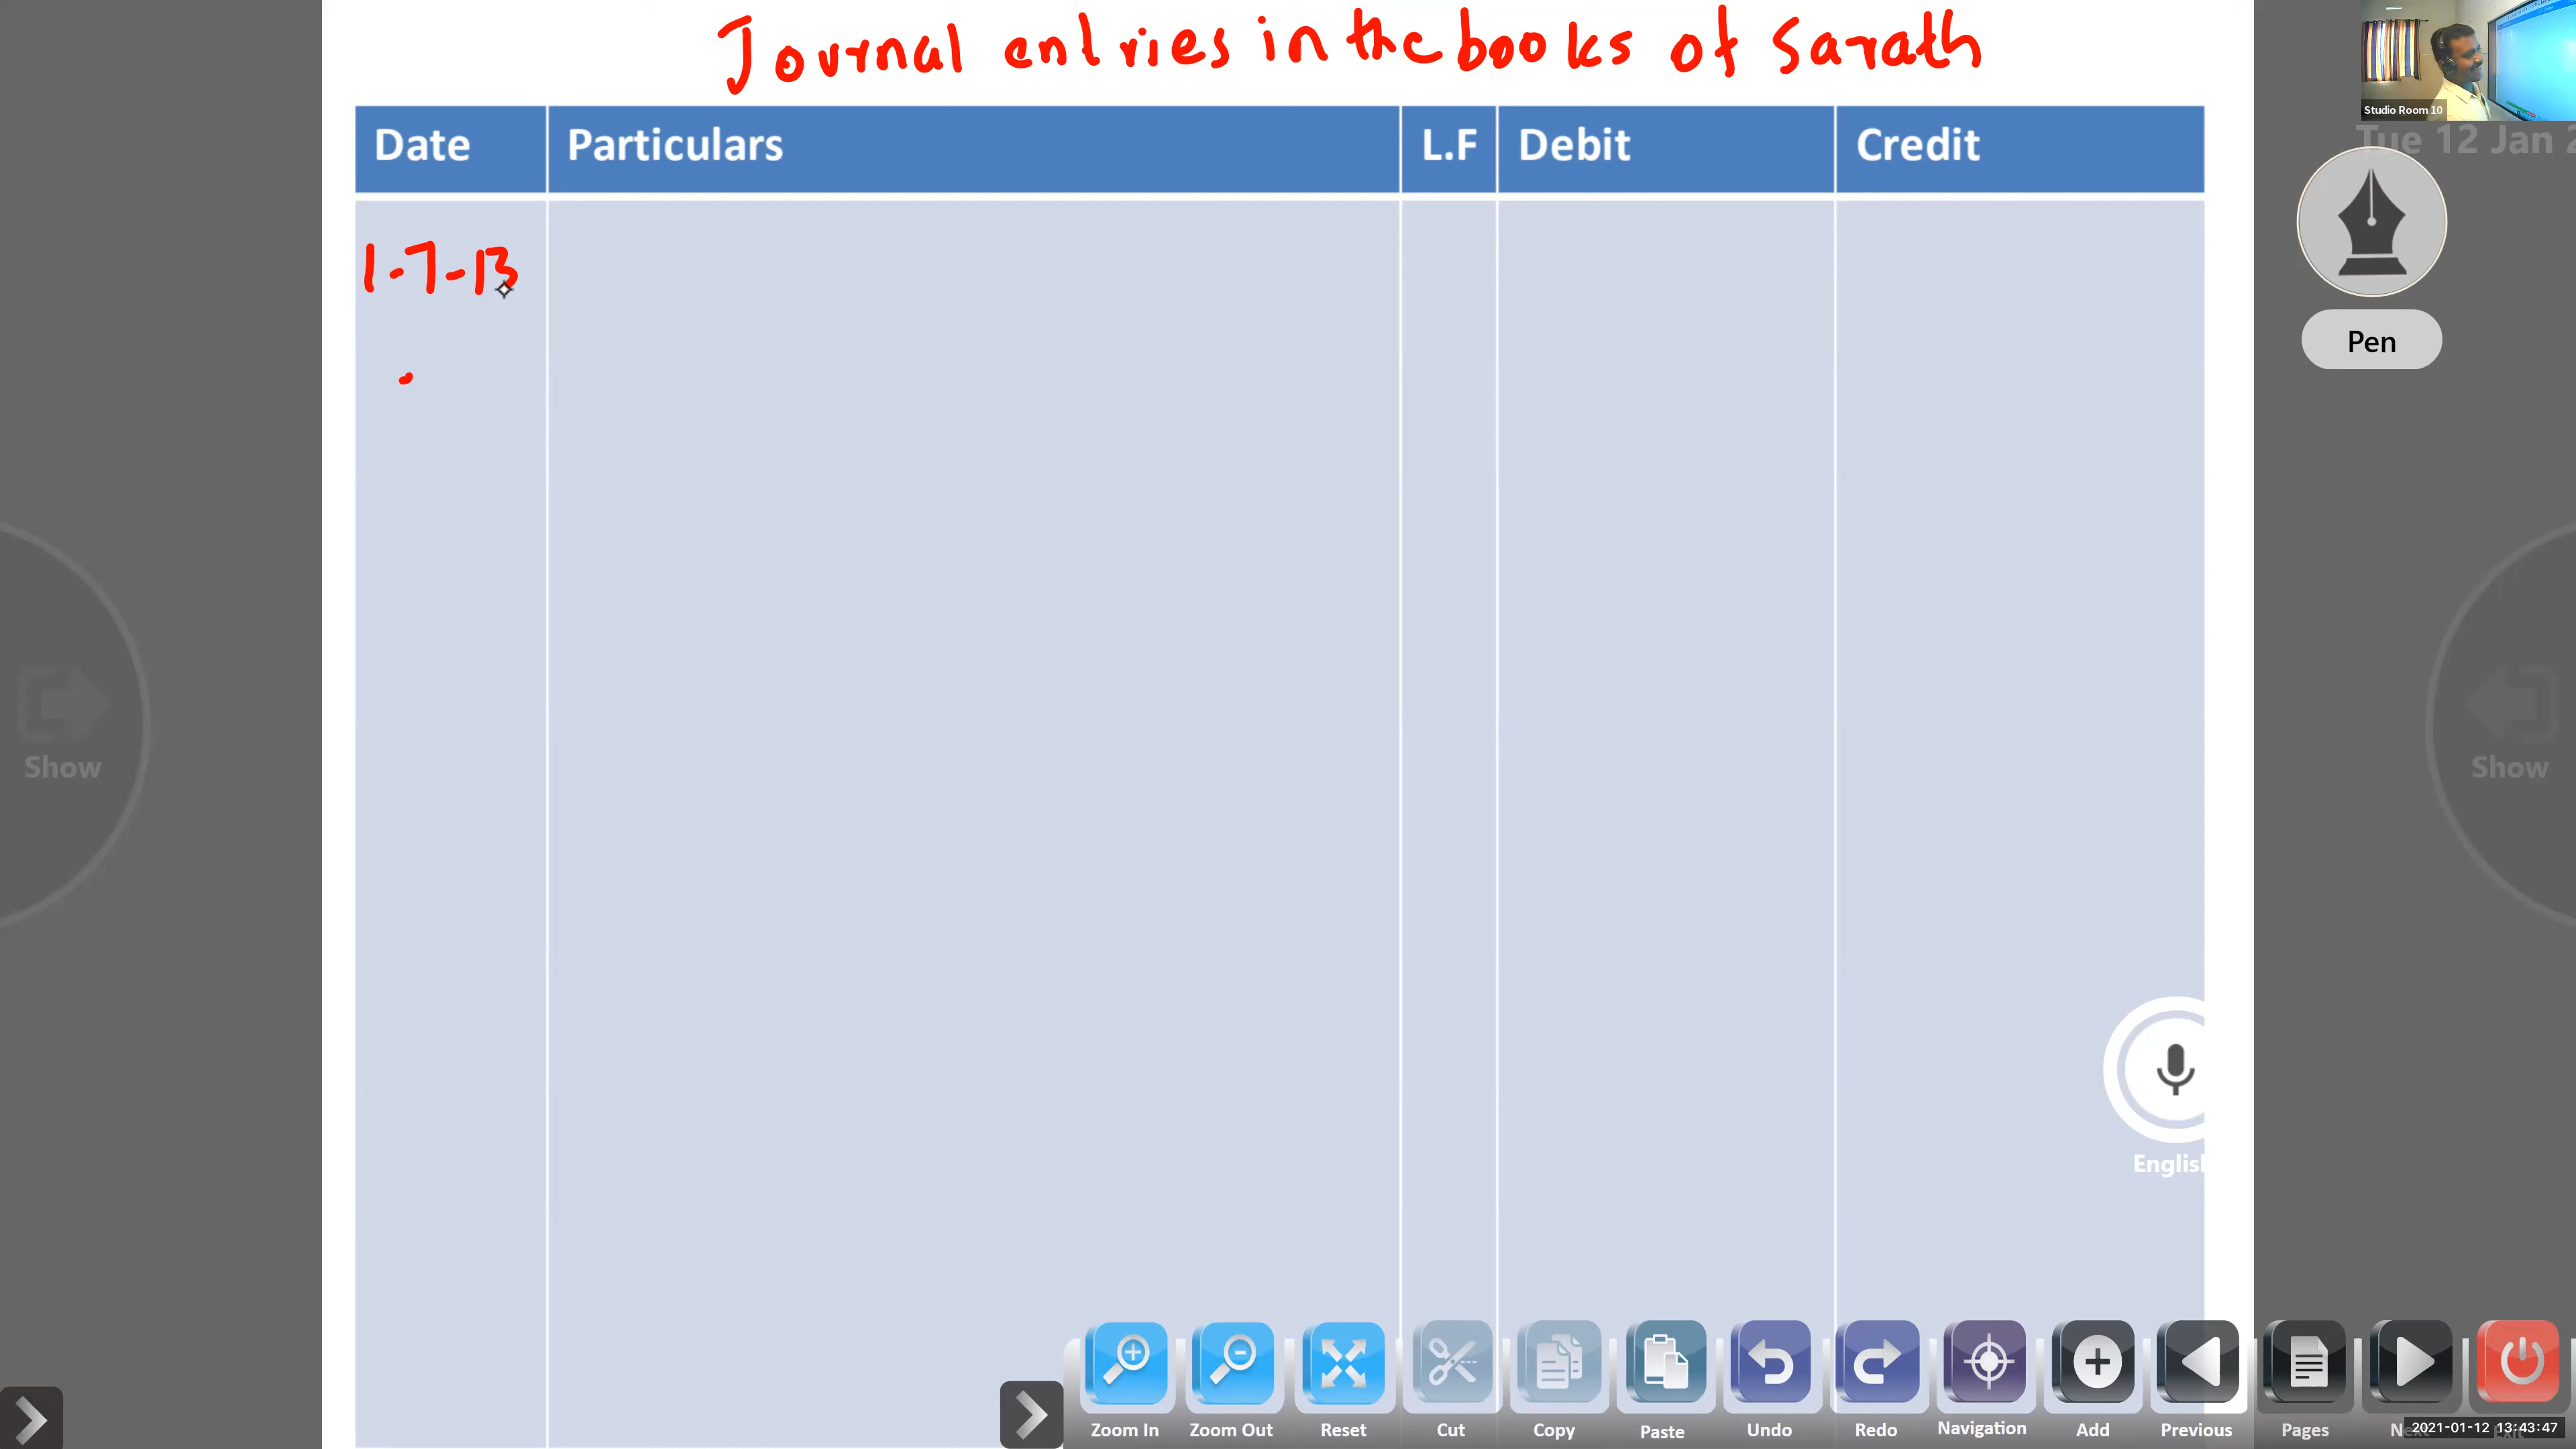 Journal entries in the books of Sarath
Studio Room 10
Tue 12 Jan 2
Date Particulars L.F Debit Credit
1-7-13
Pen
Show
Show
English
Zoom In Zoom Out Reset Cut Copy Paste Undo Redo Navigation Add Previous Pages
2021-01-12 13:43:47